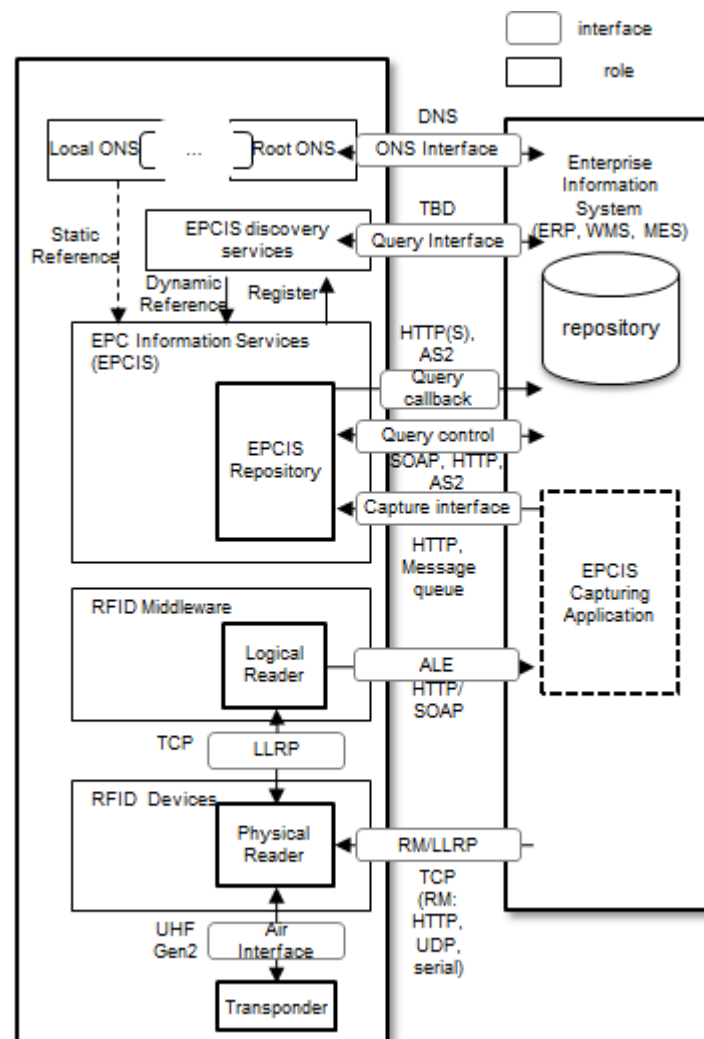 interface
role
DNS
Local ONS
...
Root ONS
ONS Interface
Enterprise
Information
System
(ERP, WMS, MES)
Static
Reference
EPCIS discovery
services
TBD
Query Interface
Dynamic
Reference
Register
repository
EPC Information Services
(EPCIS)
HTTP(S),
AS2
Query
callback
EPCIS
Repository
Query control
SOAP, HTTP,
AS2
Capture interface
HTTP,
Message
queue
EPCIS
Capturing
Application
RFID Middleware
Logical
Reader
ALE
HTTP/
SOAP
TCP
LLRP
RFID Devices
Physical
Reader
RM/LLRP
TCP
(RM:
HTTP,
UDP,
serial)
UHF
Gen2
Air
Interface
Transponder